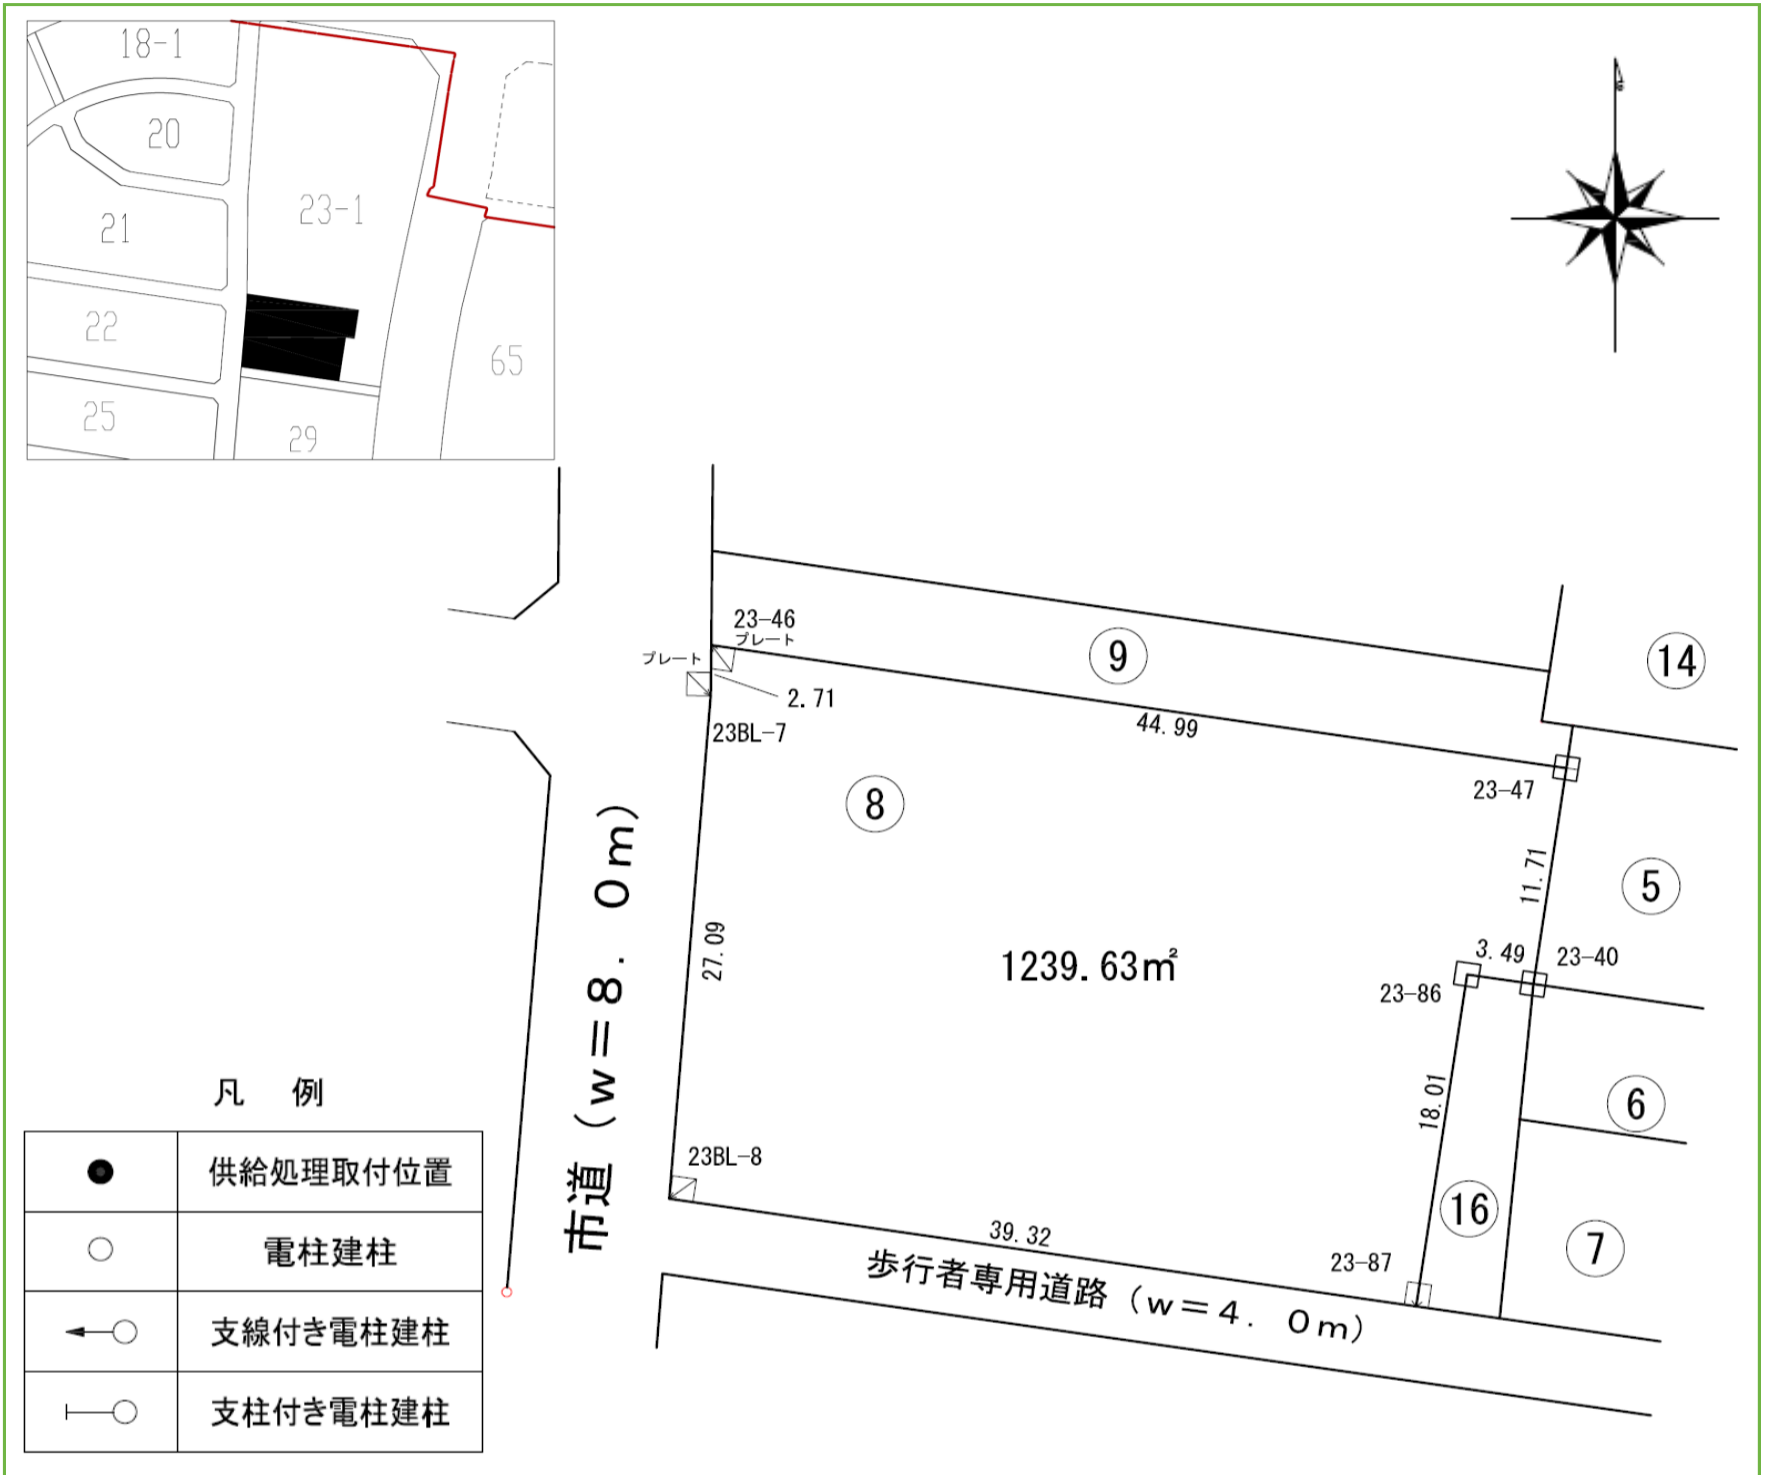 18-1
20
21
23-1
22
65
25
29
23-46
プレート
プレート
2.71
23BL-7
⑨
⑭
44.99
23-47
⑧
市道（w＝8.0m）
27.09
1239.63㎡
11.71
⑤
3.49
23-40
23-86
18.01
⑥
23BL-8
39.32
歩行者専用道路（w＝4.0m）
23-87
⑯
⑦
凡 例
供給処理取付位置
電柱建柱
支線付き電柱建柱
支柱付き電柱建柱